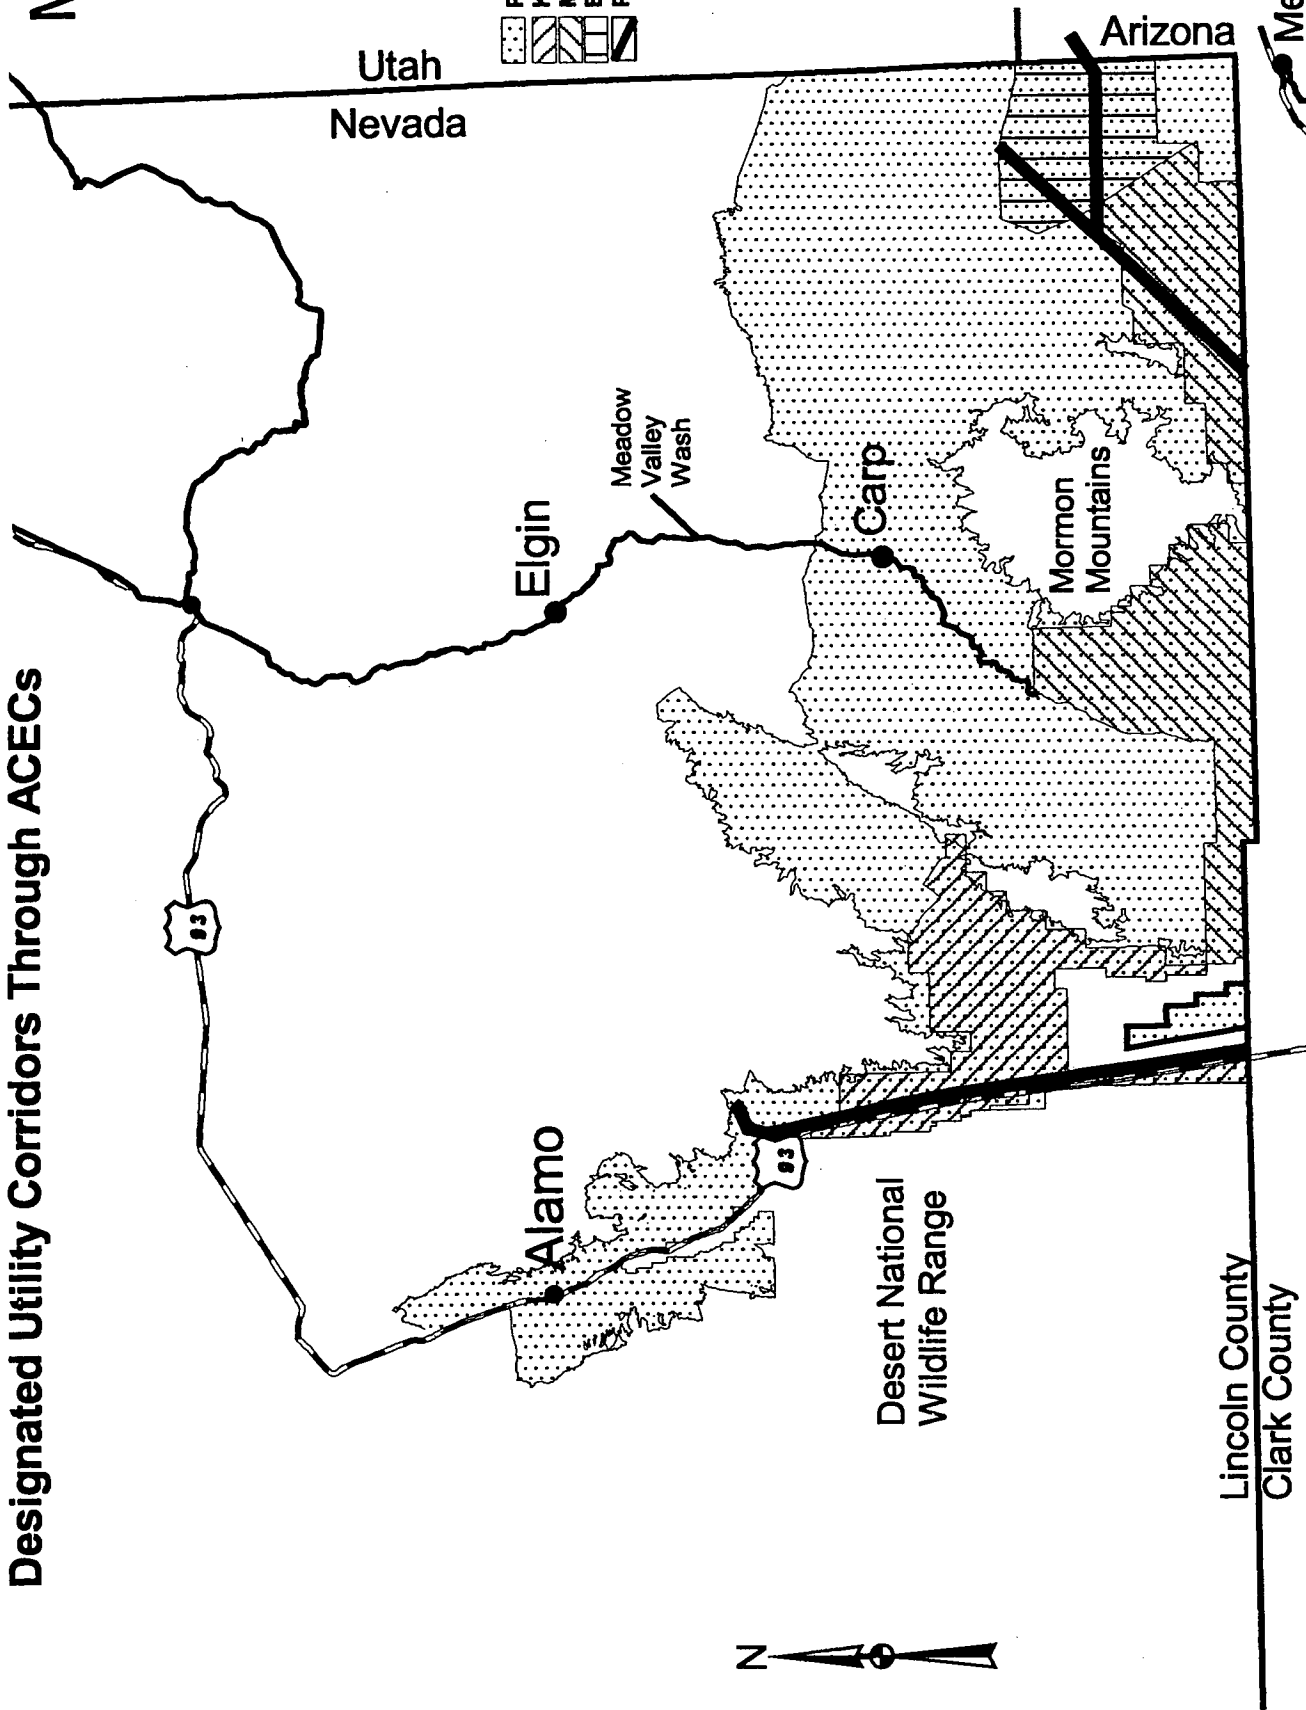 Designated Utility Corridors Through ACECs
Utah
Nevada
Arizona
93
Elgin
Meadow
Valley
Wash
Carp
Mormon
Mountains
Alamo
93
Desert National
Wildlife Range
Lincoln County
Clark County
N